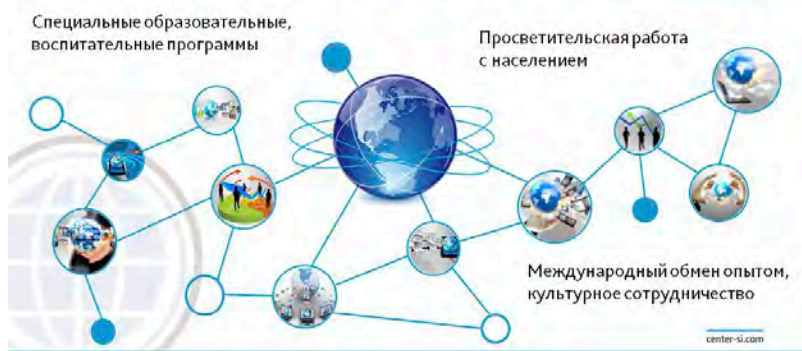 Специальные образовательные,
воспитательные программы
Просветительская работа
с населением
Международный обмен опытом,
культурное сотрудничество
center-si.com